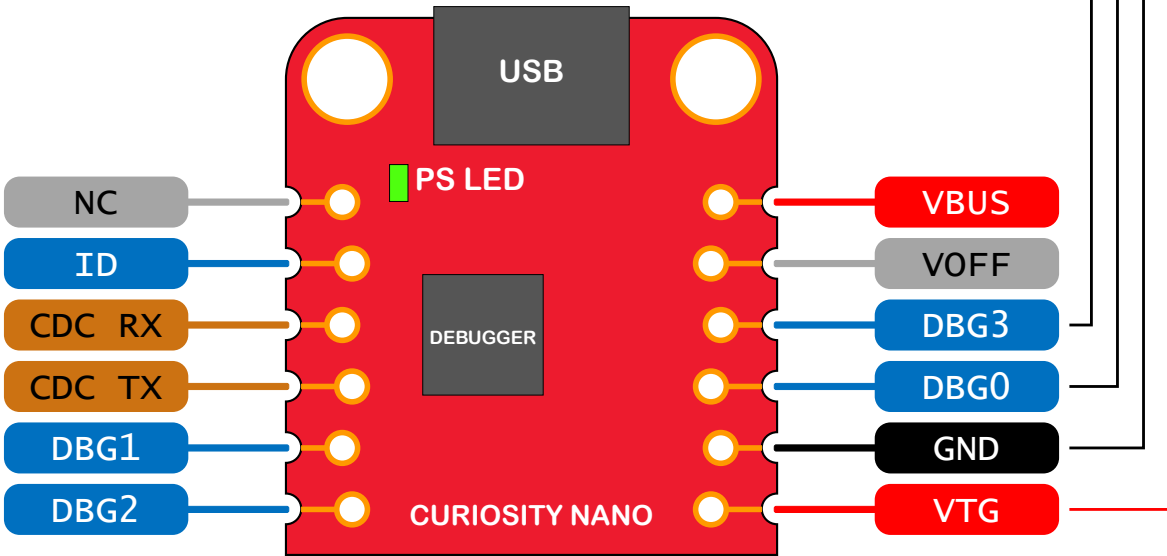 USB
PS LED
NC
VBUS
ID
VOFF
CDC RX
DEBUGGER
DBG3
CDC TX
DBG0
DBG1
GND
DBG2
CURIOSITY NANO
VTG